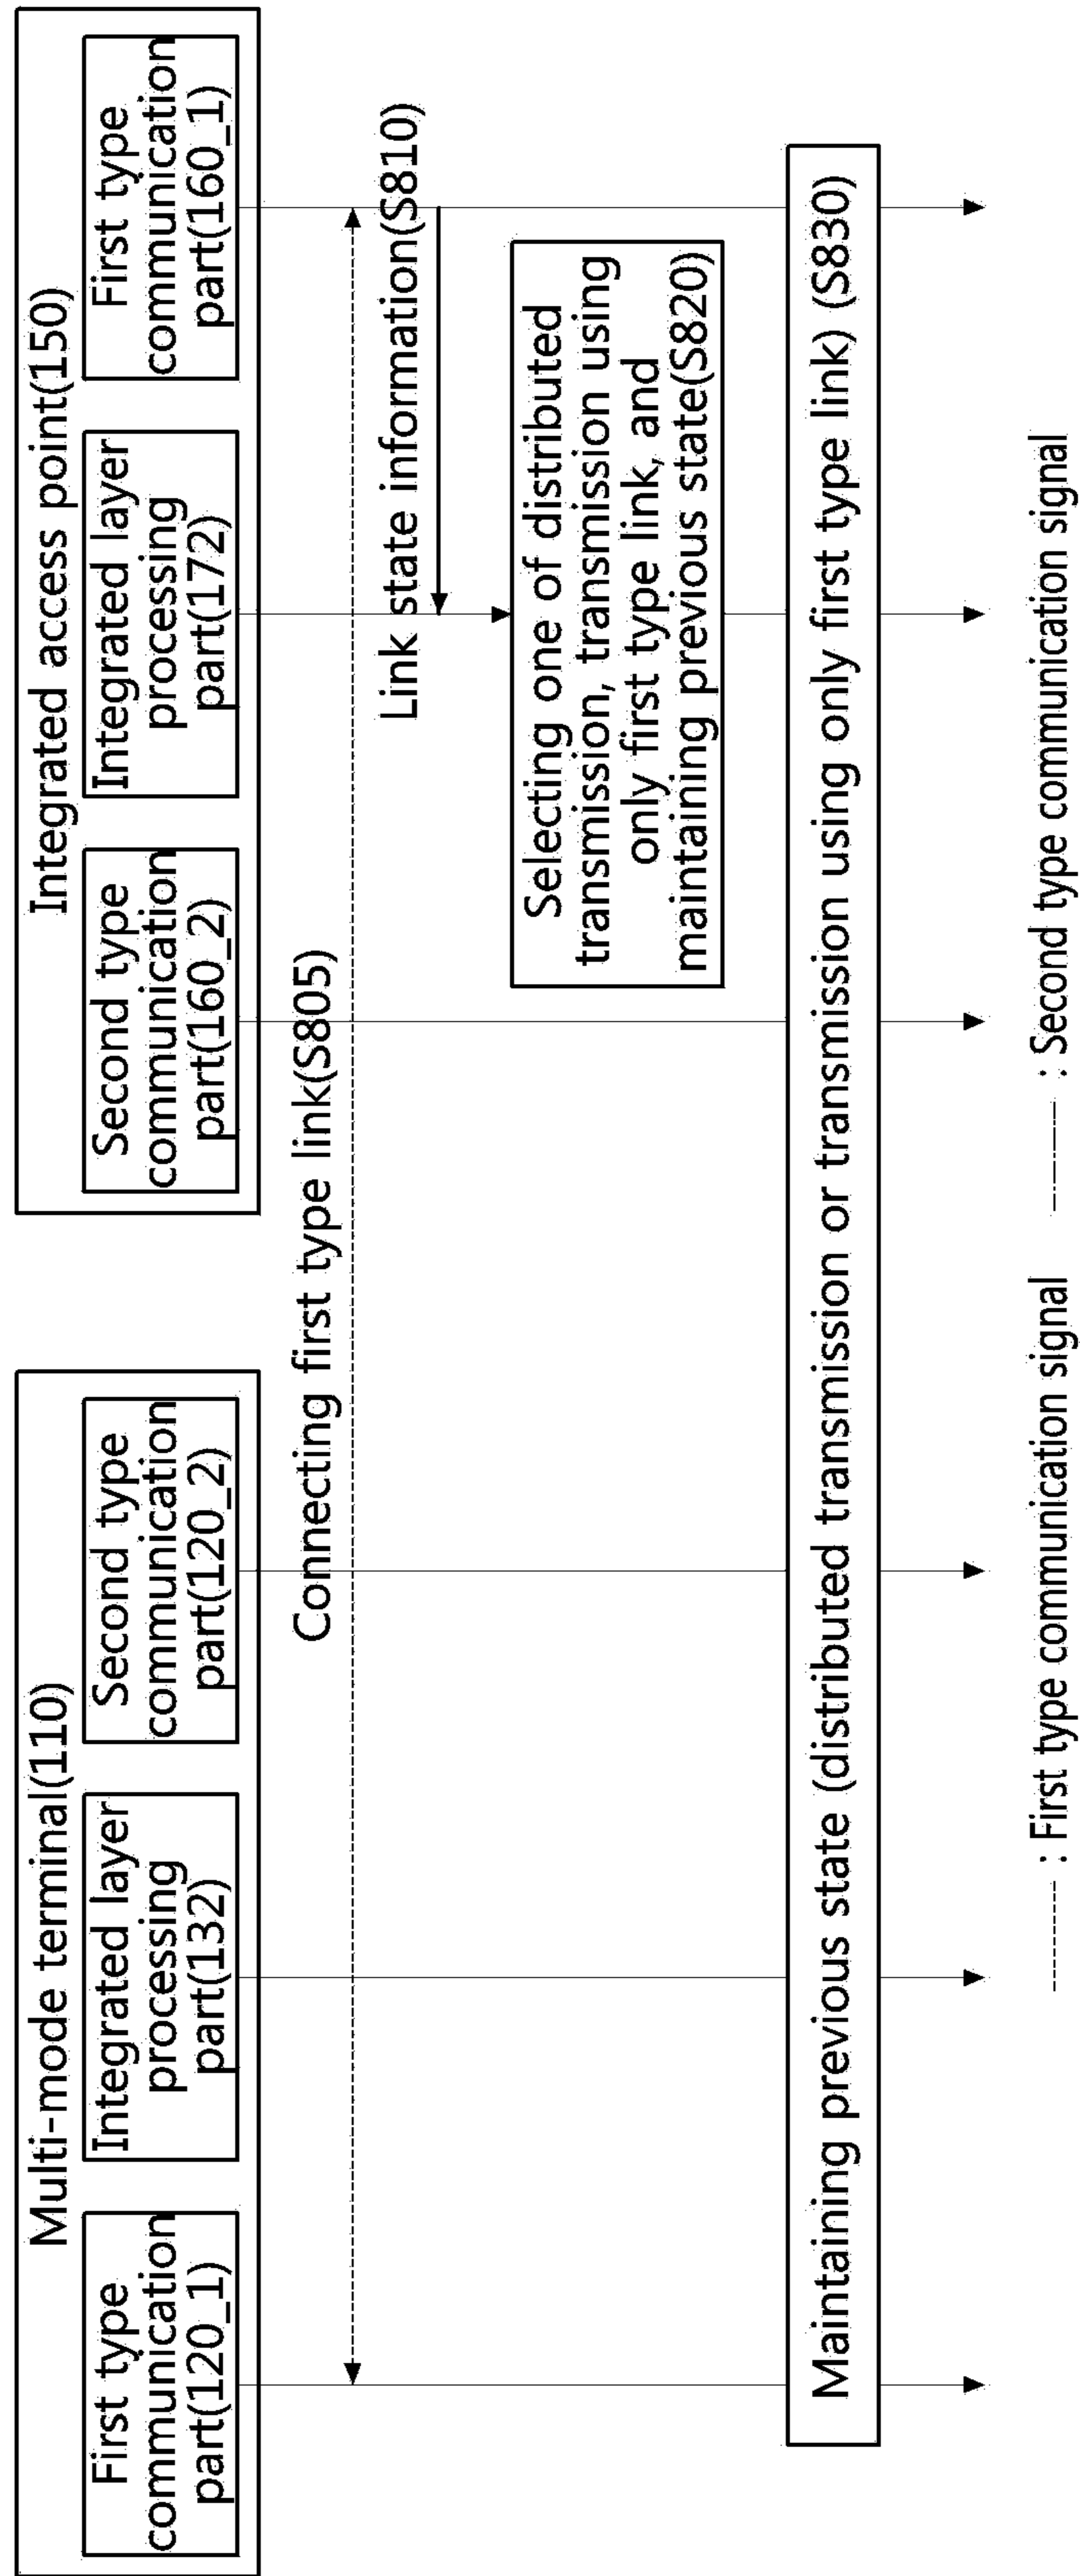 Multi-mode terminal(110)
First type
communication
part(120_1)
Integrated layer
processing
part(132)
Second type
communication
part(120_2)
Integrated access point(150)
Second type
communication
part(160_2)
Integrated layer
processing
part(172)
First type
communication
part(160_1)
Connecting first type link(S805)
Link state information(S810)
Selecting one of distributed
transmission, transmission using
only first type link, and
maintaining previous state(S820)
Maintaining previous state (distributed transmission or transmission using only first type link) (S830)
: First type communication signal
: Second type communication signal